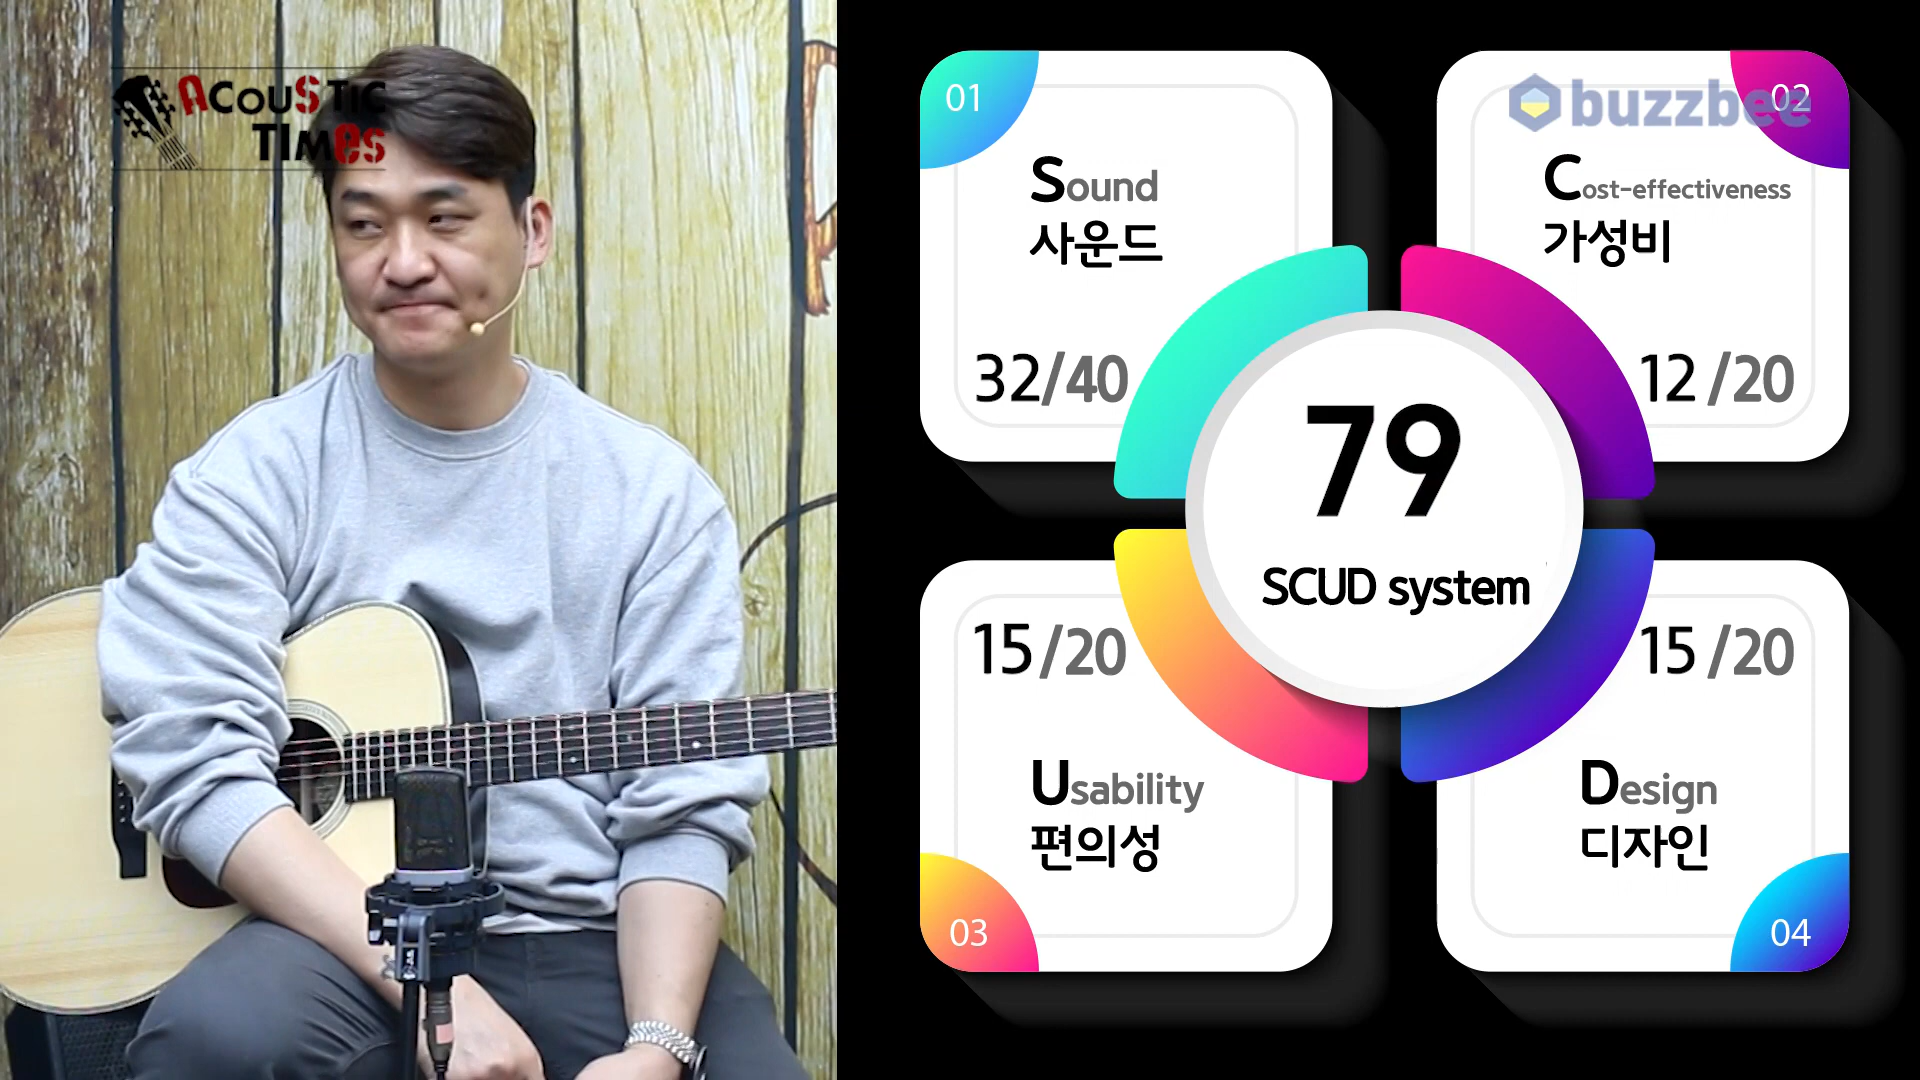 ACOUSTIC
TIMES
01
Sound
사운드
32/40
buzzbee
02
Cost-effectiveness
가성비
12/20
79
SCUD system
15/20
Usability
편의성
03
15/20
Design
디자인
04